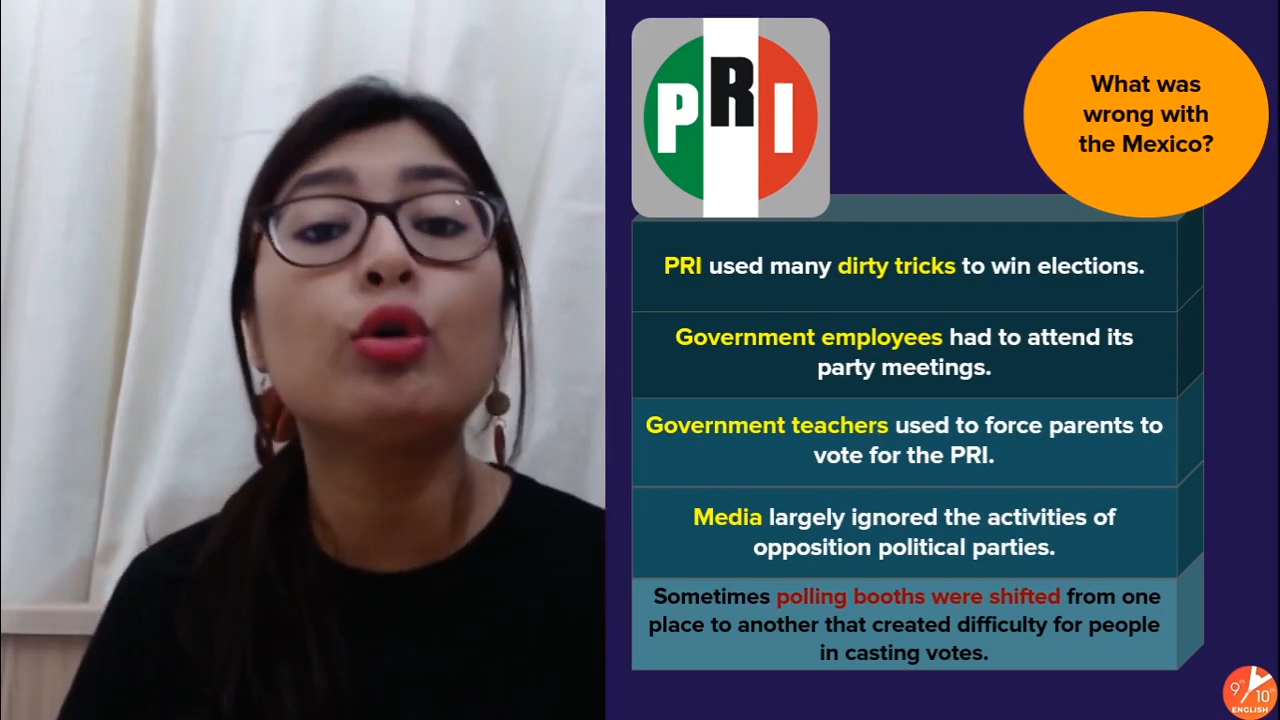 PRI
What was
wrong with
the Mexico?
PRI used many dirty tricks to win elections.
Government employees had to attend its
party meetings.
Government teachers used to force parents to
vote for the PRI.
Media largely ignored the activities of
opposition political parties.
Sometimes polling booths were shifted from one
place to another that created difficulty for people
in casting votes.
9th
10th
ENGLISH